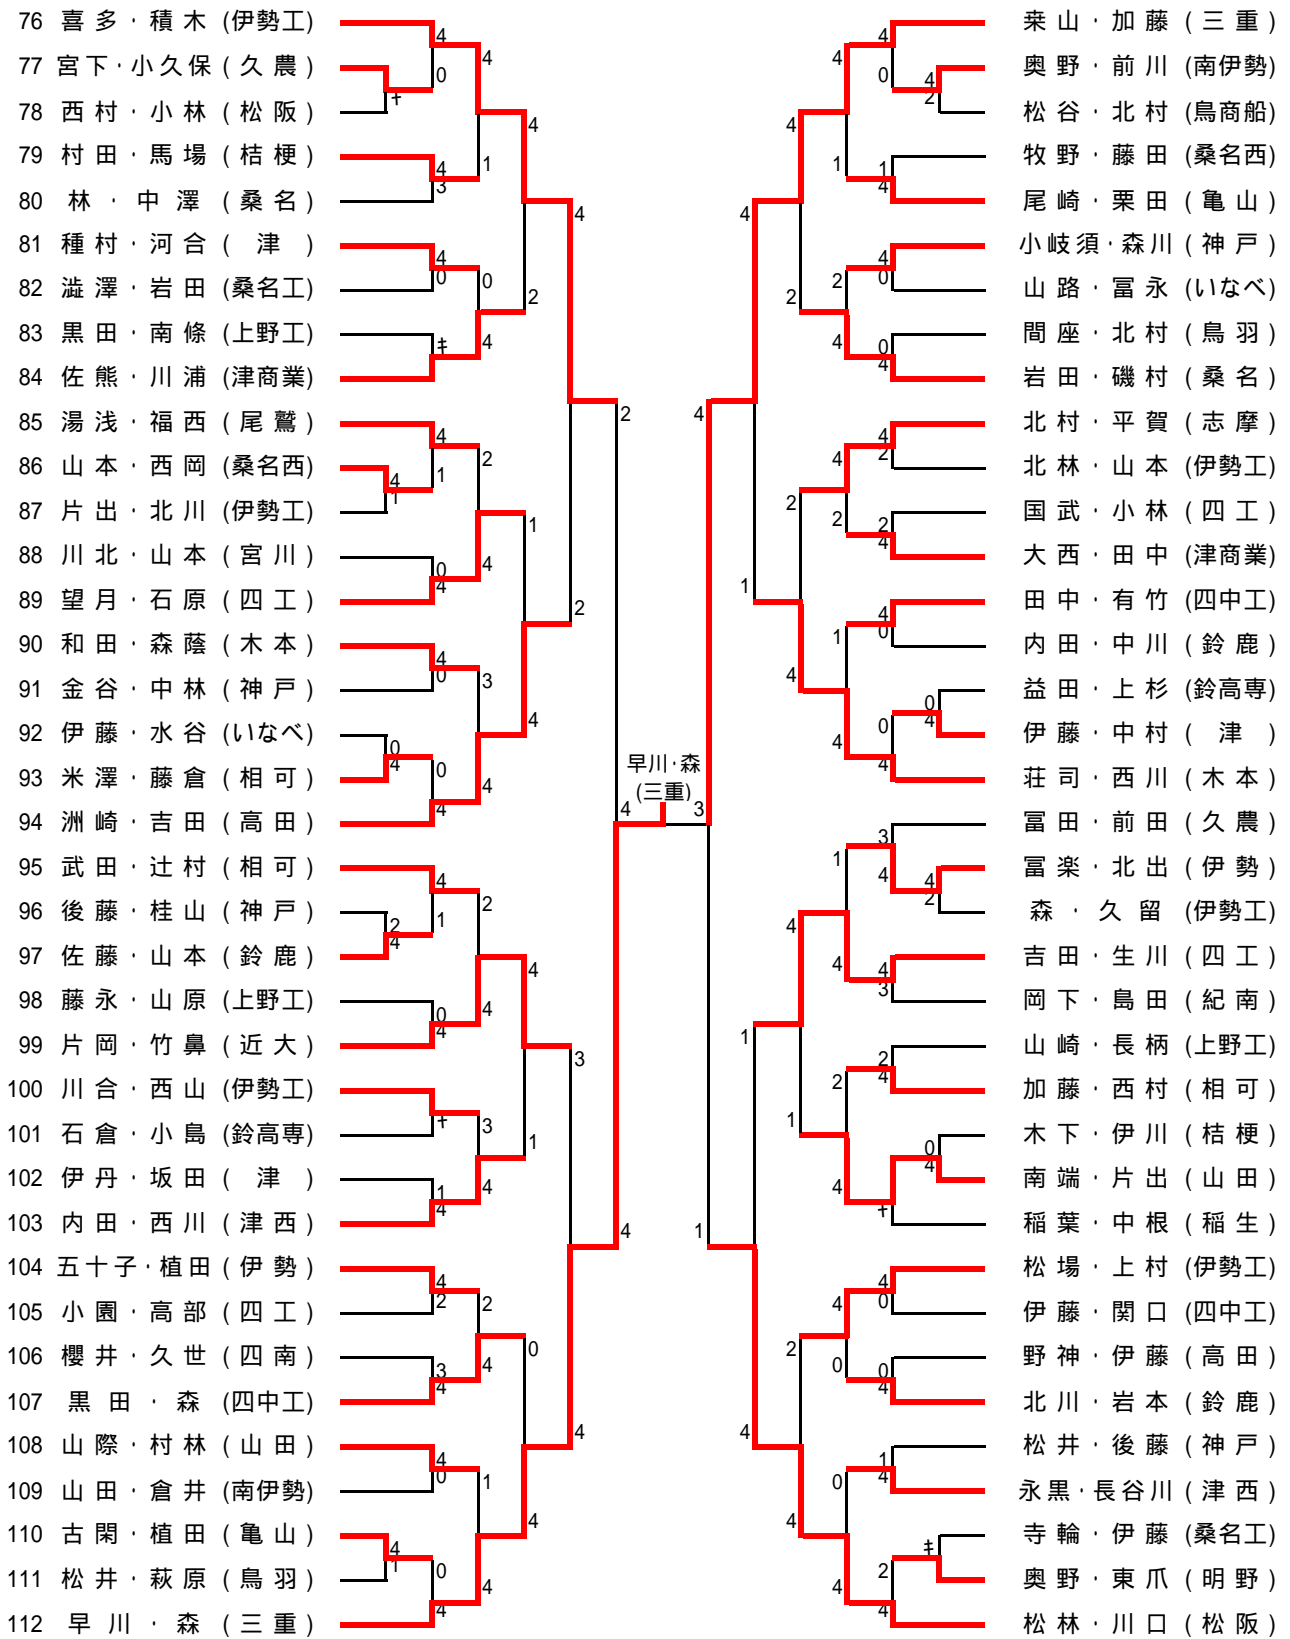 76 喜多・積木 (伊勢工)
77 宮下・小久保 (久農)
78 西村・小林 (松阪)
79 村田・馬場 (桔梗)
80 林・中澤 (桑名)
81 種村・河合 (津)
82 澁澤・岩田 (桑名工)
83 黒田・南條 (上野工)
84 佐熊・川浦 (津商業)
85 湯浅・福西 (尾鷲)
86 山本・西岡 (桑名西)
87 片出・北川 (伊勢工)
88 川北・山本 (宮川)
89 望月・石原 (四工)
90 和田・森蔭 (木本)
91 金谷・中林 (神戸)
92 伊藤・水谷 (いなべ)
93 米澤・藤倉 (相可)
94 洲崎・吉田 (高田)
95 武田・辻村 (相可)
96 後藤・桂山 (神戸)
97 佐藤・山本 (鈴鹿)
98 藤永・山原 (上野工)
99 片岡・竹鼻 (近大)
100 川合・西山 (伊勢工)
101 石倉・小島 (鈴高専)
102 伊丹・坂田 (津)
103 内田・西川 (津西)
104 五十子・植田 (伊勢)
105 小園・高部 (四工)
106 櫻井・久世 (四南)
107 黒田・森 (四中工)
108 山際・村林 (山田)
109 山田・倉井 (南伊勢)
110 古閑・植田 (亀山)
111 松井・萩原 (鳥羽)
112 早川・森 (三重)
早川・森
(三重)
4 3
来山・加藤 (三重)
奥野・前川 (南伊勢)
松谷・北村 (鳥商船)
牧野・藤田 (桑名西)
尾崎・栗田 (亀山)
小岐須・森川 (神戸)
山路・冨永 (いなべ)
間座・北村 (鳥羽)
岩田・磯村 (桑名)
北村・平賀 (志摩)
北林・山本 (伊勢工)
国武・小林 (四工)
大西・田中 (津商業)
田中・有竹 (四中工)
内田・中川 (鈴鹿)
益田・上杉 (鈴高専)
伊藤・中村 (津)
荘司・西川 (木本)
冨田・前田 (久農)
冨楽・北出 (伊勢)
森・久留 (伊勢工)
吉田・生川 (四工)
岡下・島田 (紀南)
山崎・長柄 (上野工)
加藤・西村 (相可)
木下・伊川 (桔梗)
南端・片出 (山田)
稲葉・中根 (稲生)
松場・上村 (伊勢工)
伊藤・関口 (四中工)
野神・伊藤 (高田)
北川・岩本 (鈴鹿)
松井・後藤 (神戸)
永黒・長谷川 (津西)
寺輪・伊藤 (桑名工)
奥野・東爪 (明野)
松林・川口 (松阪)